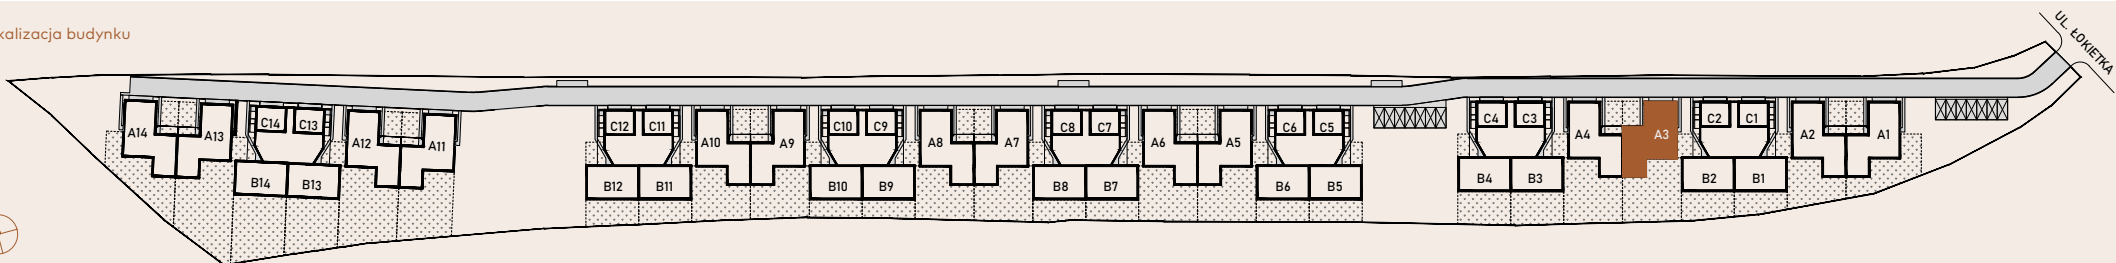 kalizacja budynku
UL. ŁOKIETKA
A14
A13
C14
C13
A12
A11
B14
B13
C12
C11
A10
A9
C10
C9
A8
A7
C8
C7
A6
A5
C6
C5
B12
B11
B10
B9
B8
B7
B6
B5
C4
C3
A4
A3
C2
C1
A2
A1
B4
B3
B2
B1